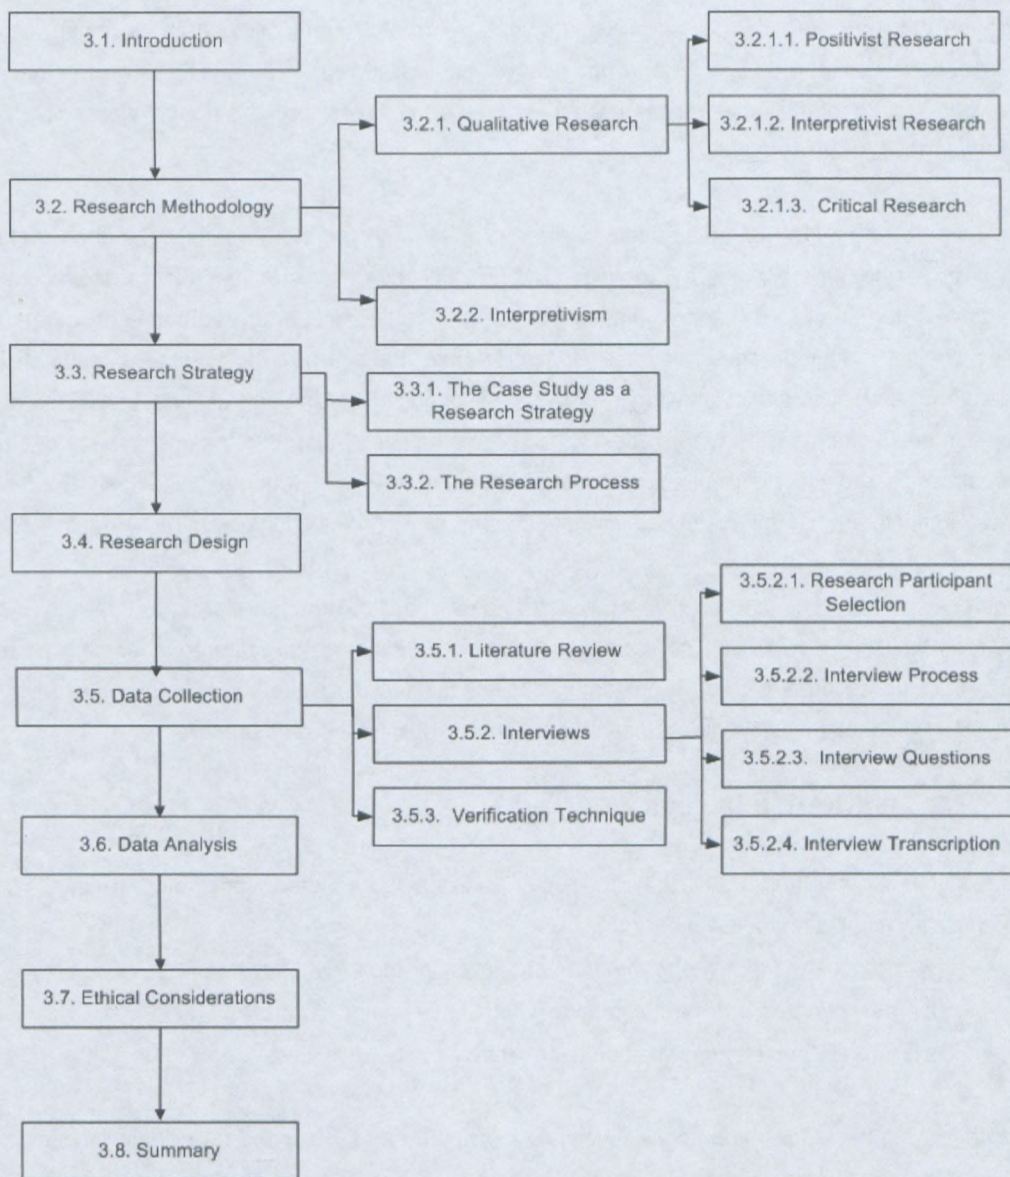 3.1. Introduction
3.2. Research Methodology
3.2.1. Qualitative Research
3.2.1.1. Positivist Research
3.2.1.2. Interpretivist Research
3.2.1.3. Critical Research
3.2.2. Interpretivism
3.3. Research Strategy
3.3.1. The Case Study as a
Research Strategy
3.3.2. The Research Process
3.4. Research Design
3.5. Data Collection
3.5.1. Literature Review
3.5.2. Interviews
3.5.2.1. Research Participant
Selection
3.5.2.2. Interview Process
3.5.2.3. Interview Questions
3.5.2.4. Interview Transcription
3.5.3. Verification Technique
3.6. Data Analysis
3.7. Ethical Considerations
3.8. Summary